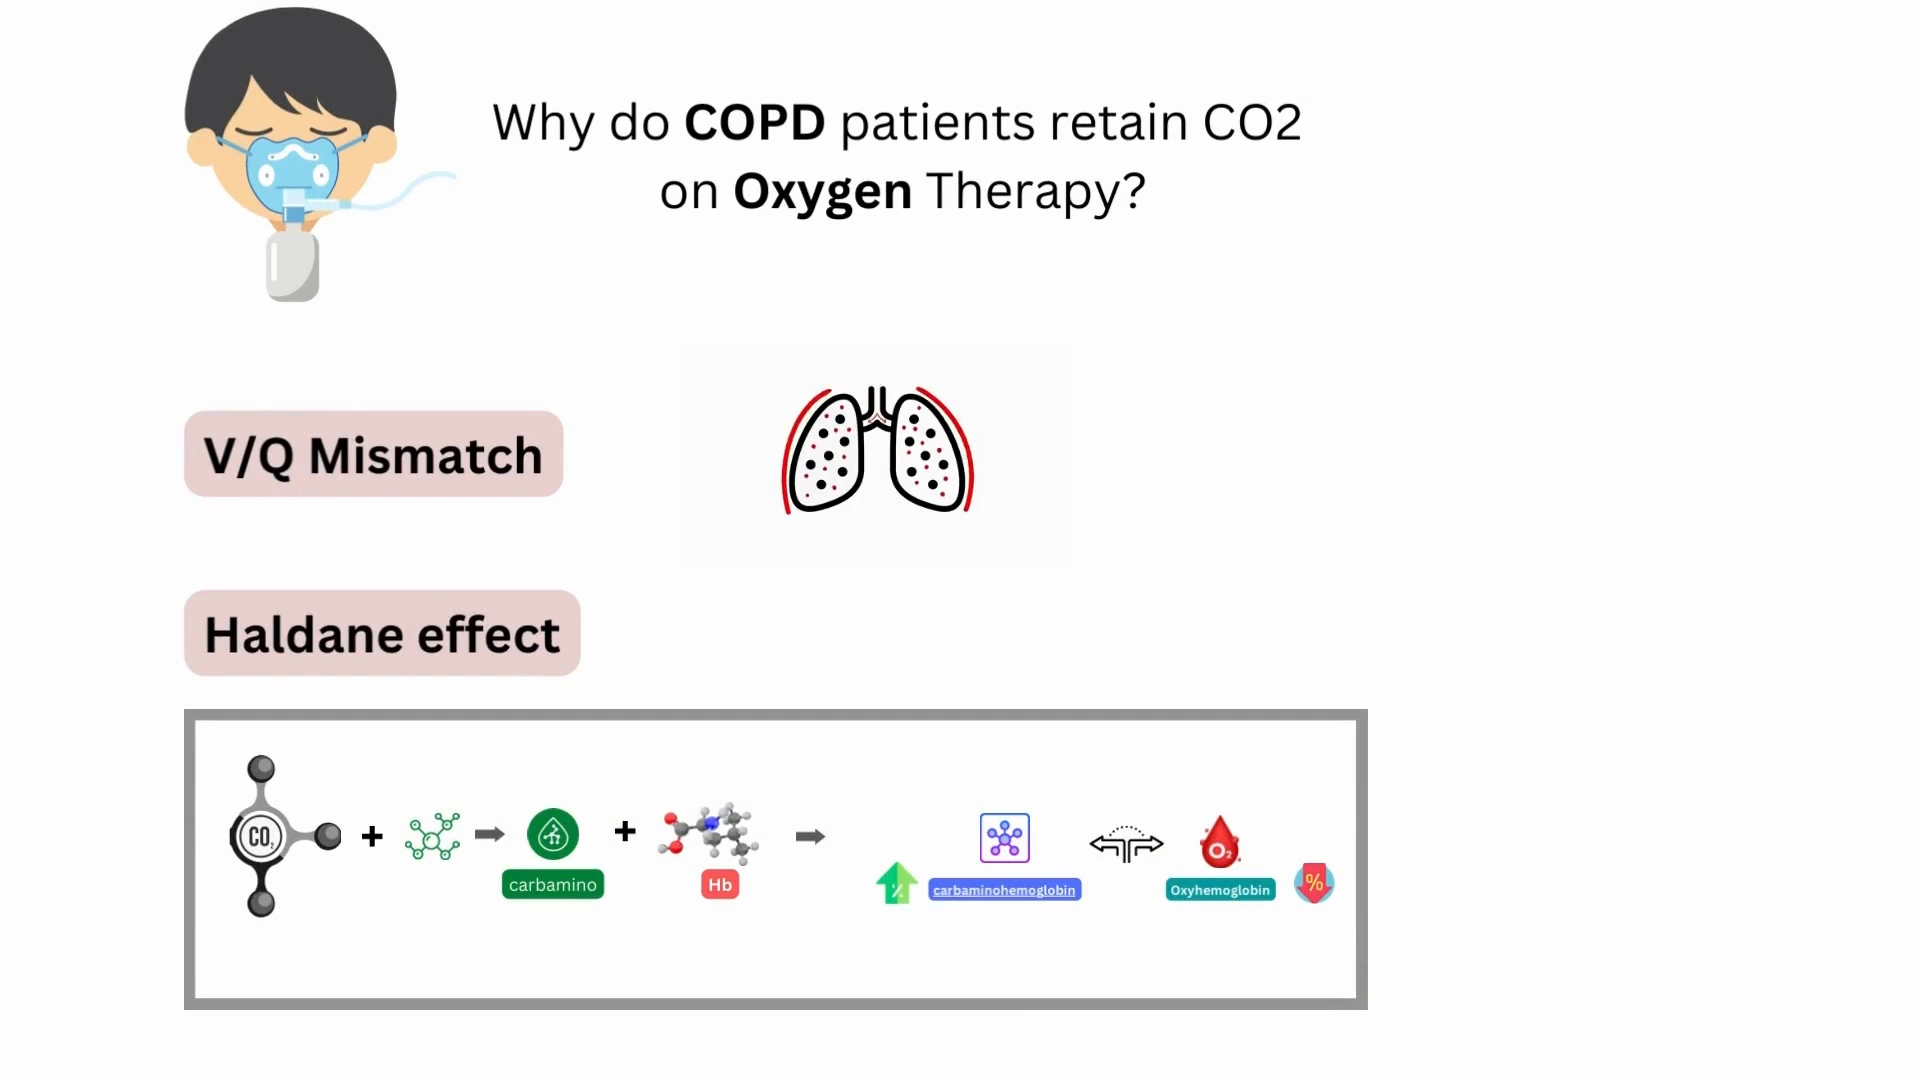 Why do COPD patients retain CO2
on Oxygen Therapy?
V/Q Mismatch
Haldane effect
CO2
+
+
carbamino
Hb
%
carbaminohemoglobin
O2
Oxyhemoglobin
%